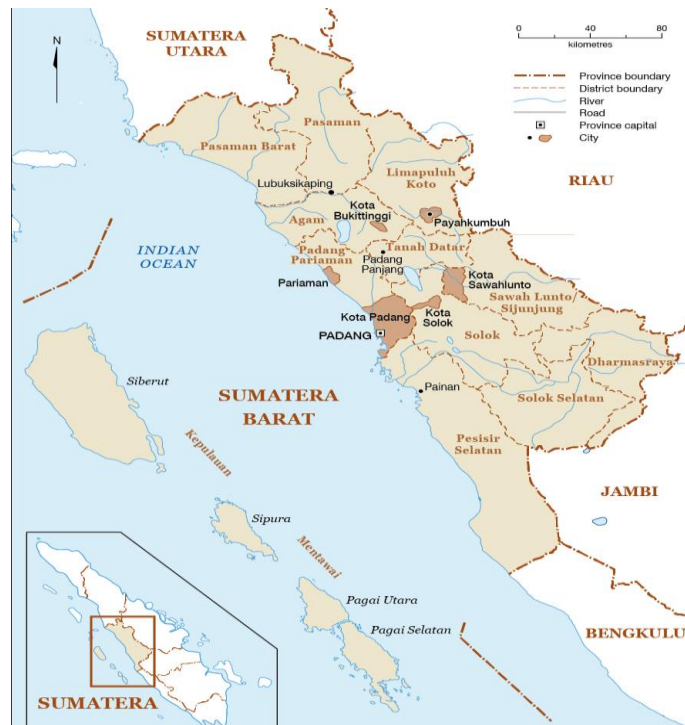 SUMATERA
UTARA
N
0 40 80
kilometres
Province boundary
District boundary
River
Road
Province capital
City
Pasaman
Pasaman Barat
Limapuluh
Koto
RIAU
Lubuksikaping
Kota
Bukittinggi
Payahkumbuh
Agam
INDIAN
OCEAN
Padang
Pariaman
Tanah Datar
Padang
Panjang
Pariaman
Kota
Sawahlunto
Sawah Lunto
Sijunjung
Kota Padang
Kota
Solok
PADANG
Solok
Dharmasraya
Siberut
SUMATERA
BARAT
Painan
Solok Selatan
Pesisir
Selatan
Kepulauan
JAMBI
Sipura
Mentawai
Pagai Utara
Pagai Selatan
BENGKULU
SUMATERA